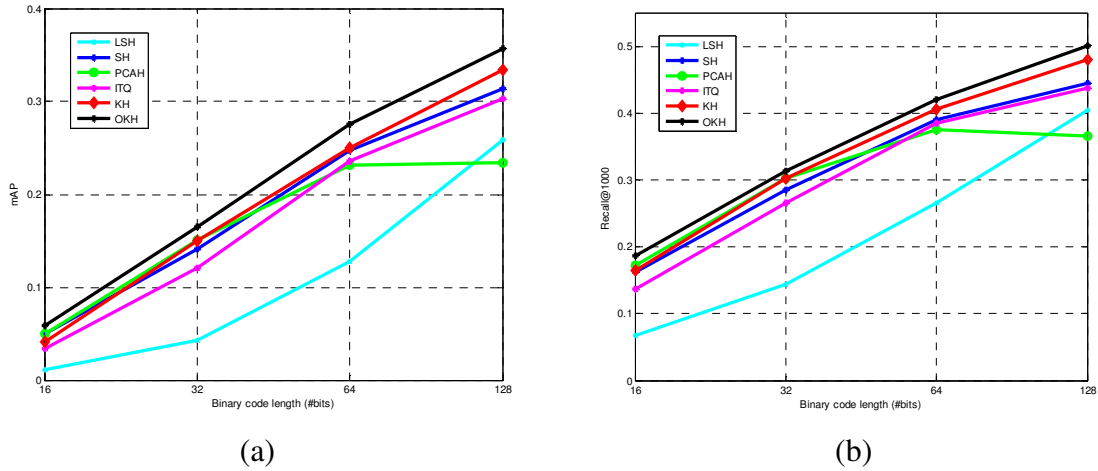 0.4
0.3
0.2
0.1
0
mAP
LSH
SH
PCAH
ITQ
KH
OKH
16
32
64
128
Binary code length (#bits)
(a)
0.5
0.4
0.3
0.2
0.1
0
Recall@1000
LSH
SH
PCAH
ITQ
KH
OKH
16
32
64
128
Binary code length (#bits)
(b)